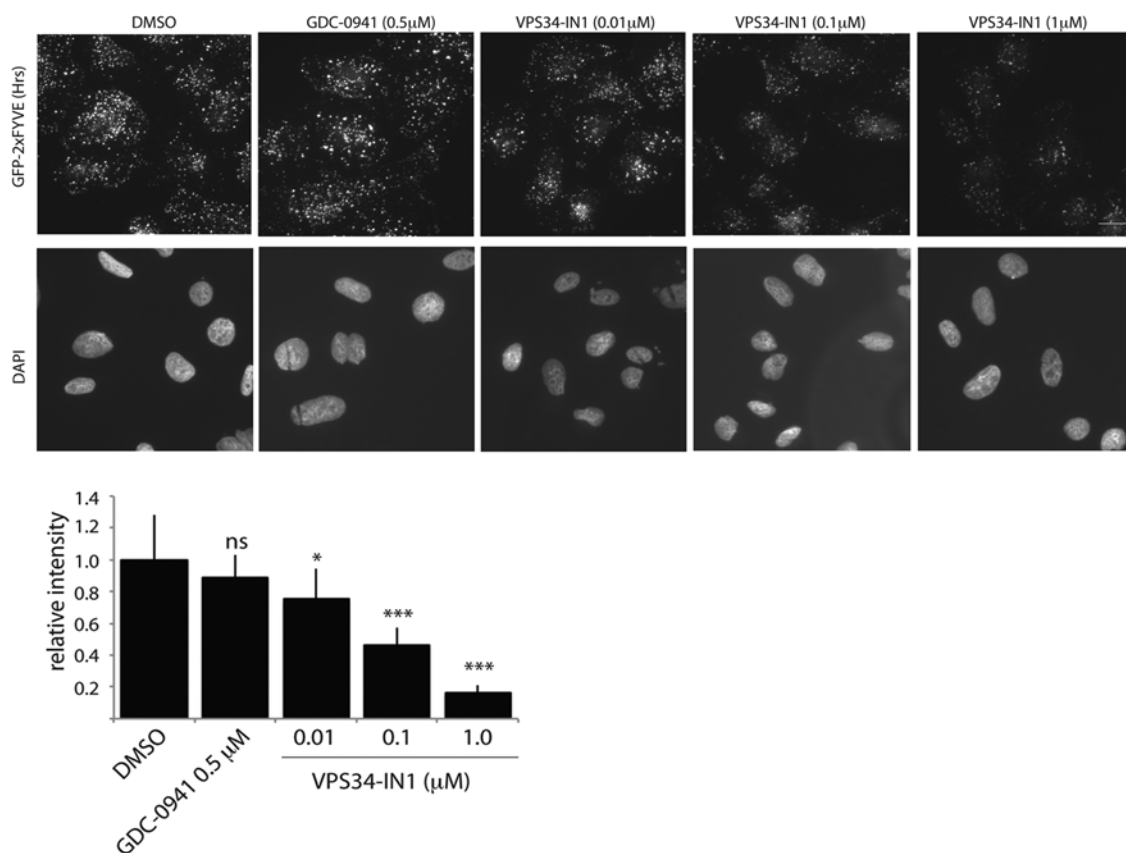 DMSO
GDC-0941 (0.5μM)
VPS34-IN1 (0.01μM)
VPS34-IN1 (0.1μM)
VPS34-IN1 (1μM)
GFP-2xFYVE (Hrs)
DAPI
relative intensity
1.4
1.2
1.0
0.8
0.6
0.4
0.2
ns
*
***
***
DMSO
GDC-0941 0.5 μM
0.01
0.1
1.0
VPS34-IN1 (μM)